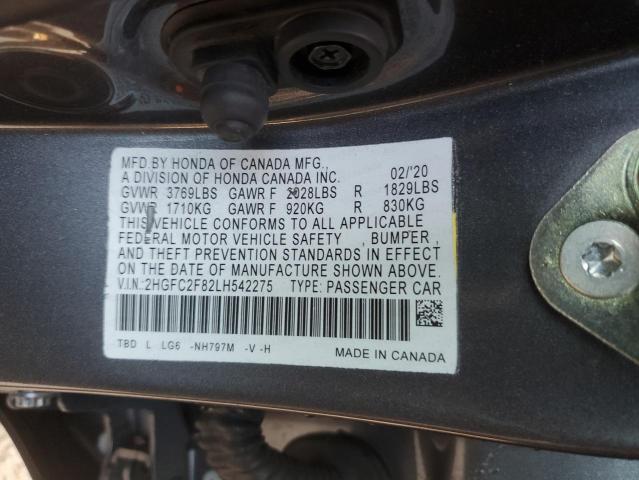 MFD.BY HONDA OF CANADA MFG.,
A DIVISION OF HONDA CANADA INC. 02/'20
GVWR 3769LBS GAWR F 2028LBS R 1829LBS
GVWR 1710KG GAWR F 920KG R 830KG
THIS VEHICLE CONFORMS TO ALL APPLICABLE
FEDERAL MOTOR VEHICLE SAFETY , BUMPER ,
AND THEFT PREVENTION STANDARDS IN EFFECT
ON THE DATE OF MANUFACTURE SHOWN ABOVE.
V.I.N.:2HGFC2F82LH542275 TYPE: PASSENGER CAR
TBD L LG6 -NH797M -V -H
MADE IN CANADA